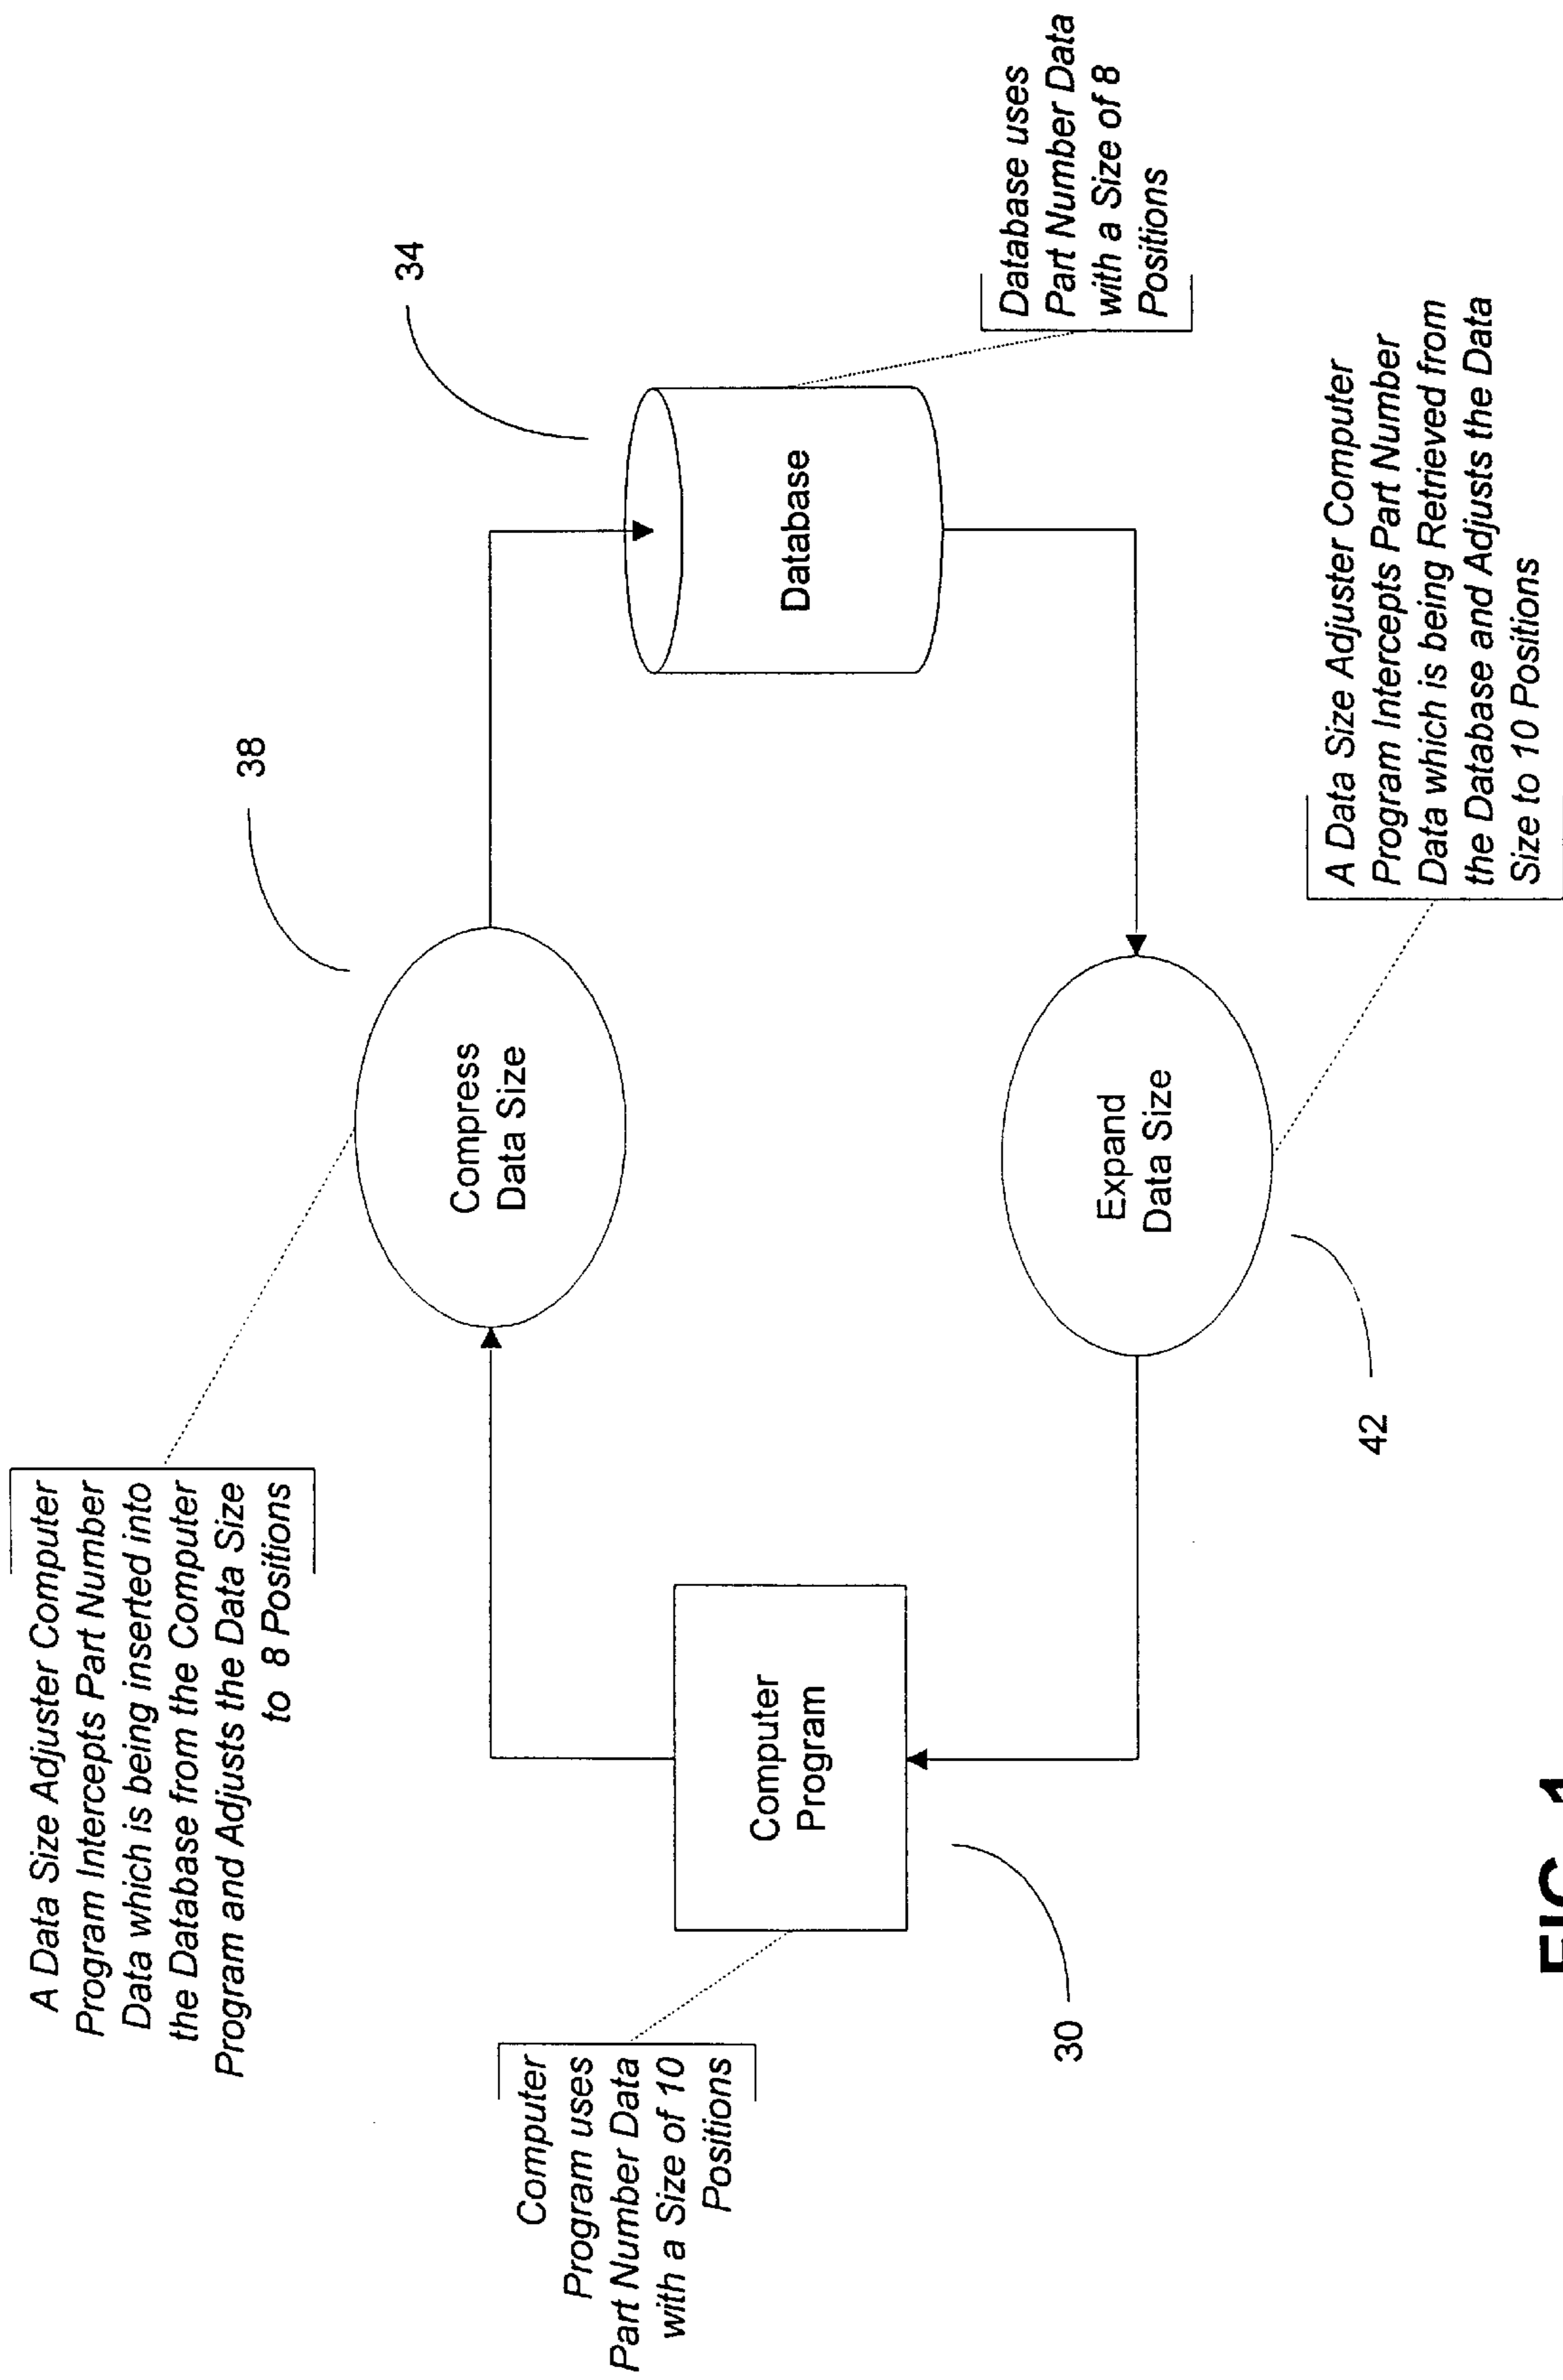 A Data Size Adjuster Computer
Program Intercepts Part Number
Data which is being inserted into
the Database from the Computer
Program and Adjusts the Data Size
to 8 Positions
38
34
Compress
Data Size
Computer
Program uses
Part Number Data
with a Size of 10
Positions
Computer
Program
Database
30
Database uses
Part Number Data
with a Size of 8
Positions
Expand
Data Size
42
A Data Size Adjuster Computer
Program Intercepts Part Number
Data which is being Retrieved from
the Database and Adjusts the Data
Size to 10 Positions
FIG. 1